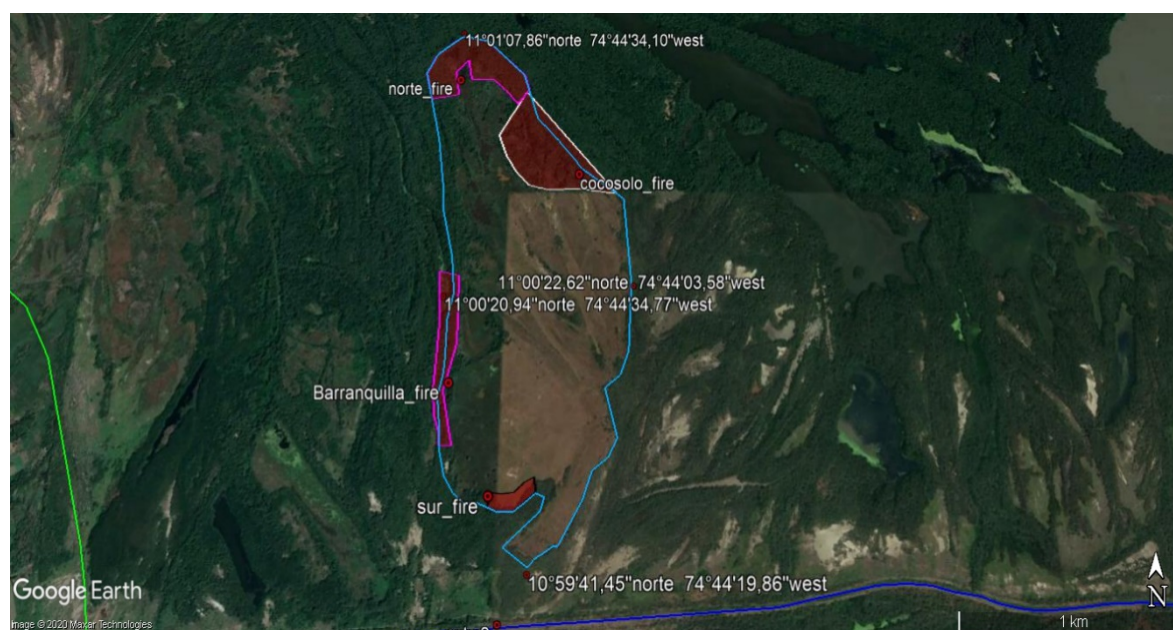 11°01'07,86"norte 74°44'34,10"west
norte_fire
cocosolo_fire
11°00'22,62"norte 74°44'03,58"west
11°00'20,94"norte 74°44'34,77"west
Barranquilla_fire
sur_fire
10°59'41,45"norte 74°44'19,86"west
Google Earth
N
1 km
Image © 2020 Maxar Technologies